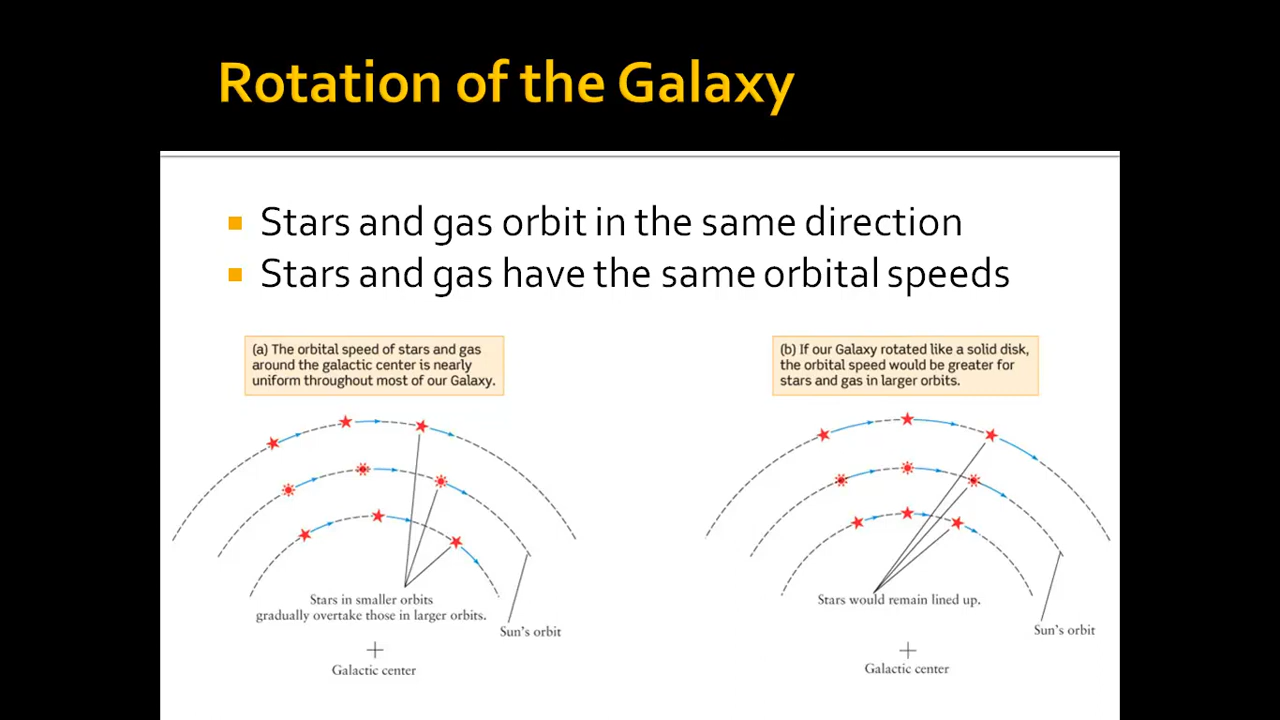 Rotation of the Galaxy
Stars and gas orbit in the same direction
Stars and gas have the same orbital speeds
(a) The orbital speed of stars and gas
around the galactic center is nearly
uniform throughout most of our Galaxy.
Stars in smaller orbits
gradually overtake those in larger orbits.
Sun's orbit
Galactic center
(b) If our Galaxy rotated like a solid disk,
the orbital speed would be greater for
stars and gas in larger orbits.
Stars would remain lined up.
Sun's orbit
Galactic center